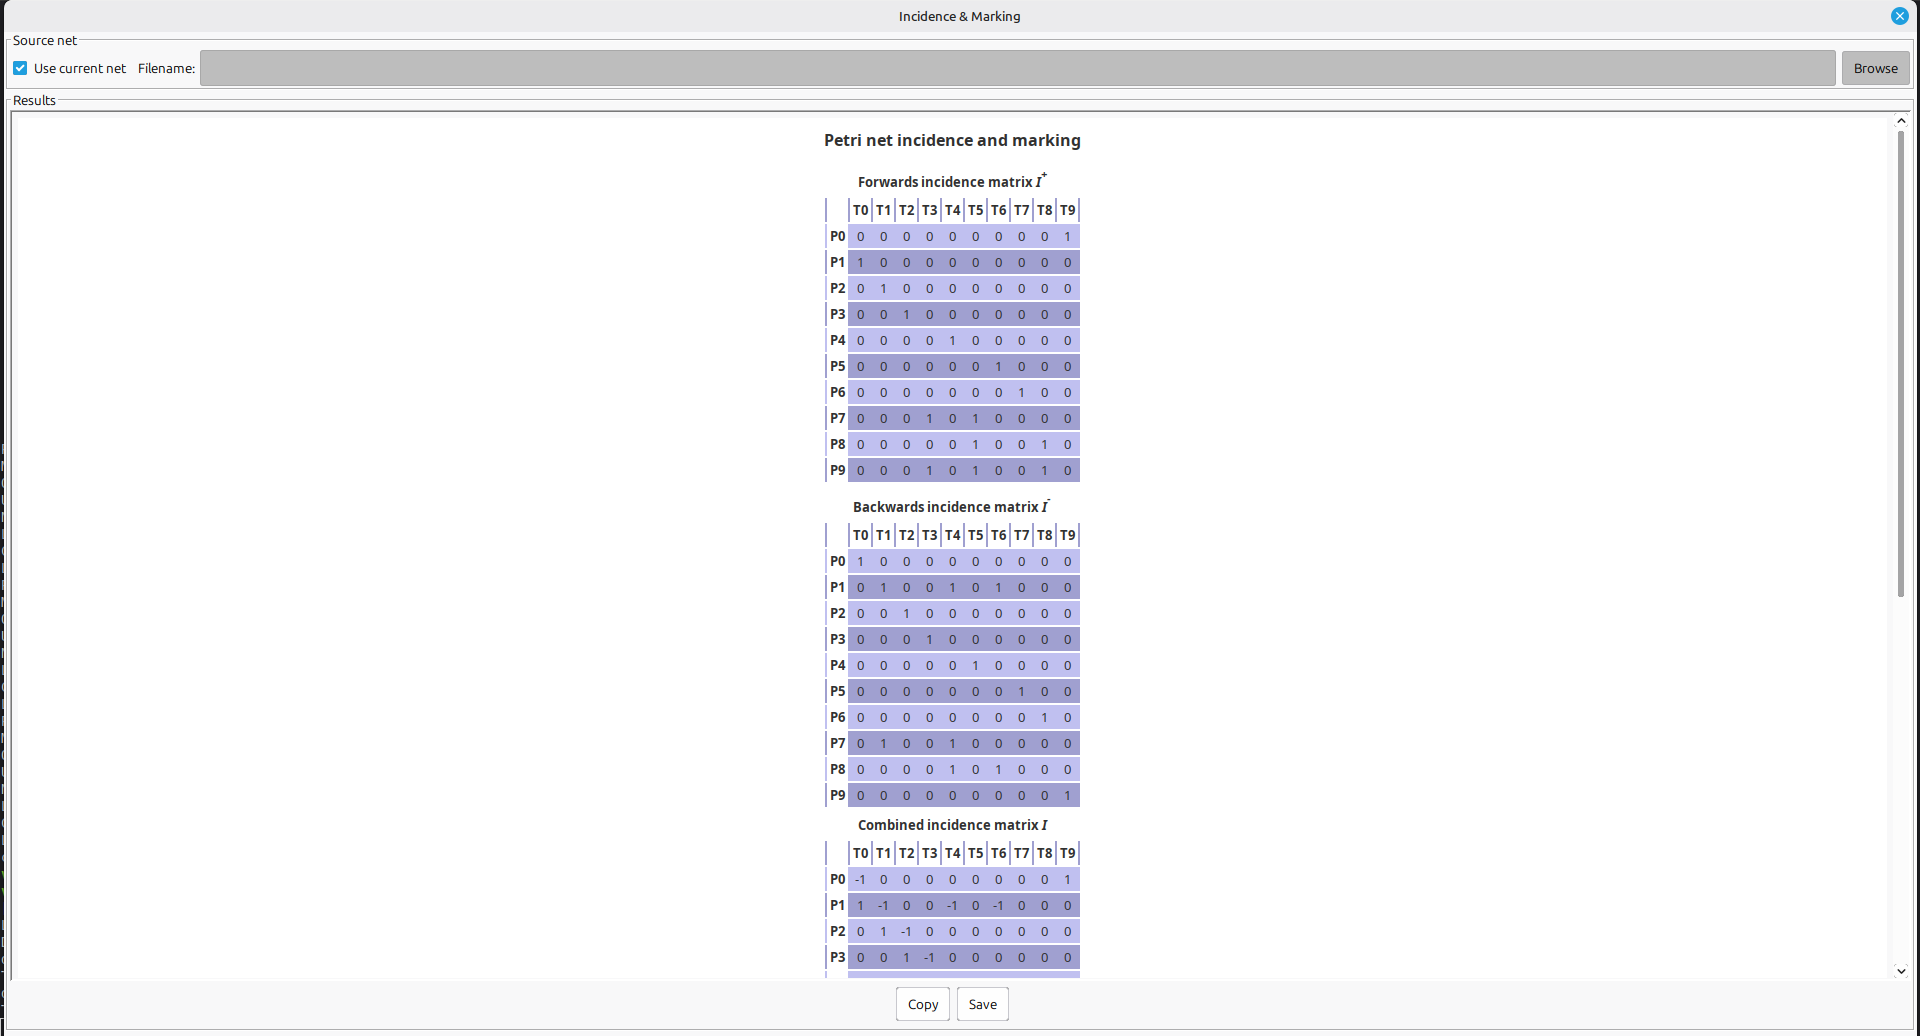 Incidence & Marking
Source net
Use current net Filename: Browse
Results
Petri net incidence and marking
Forwards incidence matrix I⁺
T0 T1 T2 T3 T4 T5 T6 T7 T8 T9
P0 0 0 0 0 0 0 0 0 0 1
P1 1 0 0 0 0 0 0 0 0 0
P2 0 1 0 0 0 0 0 0 0 0
P3 0 0 1 0 0 0 0 0 0 0
P4 0 0 0 0 1 0 0 0 0 0
P5 0 0 0 0 0 0 1 0 0 0
P6 0 0 0 0 0 0 0 1 0 0
P7 0 0 0 1 0 1 0 0 0 0
P8 0 0 0 0 0 1 0 0 1 0
P9 0 0 0 1 0 1 0 0 1 0
Backwards incidence matrix I⁻
T0 T1 T2 T3 T4 T5 T6 T7 T8 T9
P0 1 0 0 0 0 0 0 0 0 0
P1 0 1 0 0 1 0 1 0 0 0
P2 0 0 1 0 0 0 0 0 0 0
P3 0 0 0 1 0 0 0 0 0 0
P4 0 0 0 0 0 1 0 0 0 0
P5 0 0 0 0 0 0 0 1 0 0
P6 0 0 0 0 0 0 0 0 1 0
P7 0 1 0 0 1 0 0 0 0 0
P8 0 0 0 0 1 0 1 0 0 0
P9 0 0 0 0 0 0 0 0 0 1
Combined incidence matrix I
T0 T1 T2 T3 T4 T5 T6 T7 T8 T9
P0 -1 0 0 0 0 0 0 0 0 1
P1 1 -1 0 0 -1 0 -1 0 0 0
P2 0 1 -1 0 0 0 0 0 0 0
P3 0 0 1 -1 0 0 0 0 0 0
Copy Save